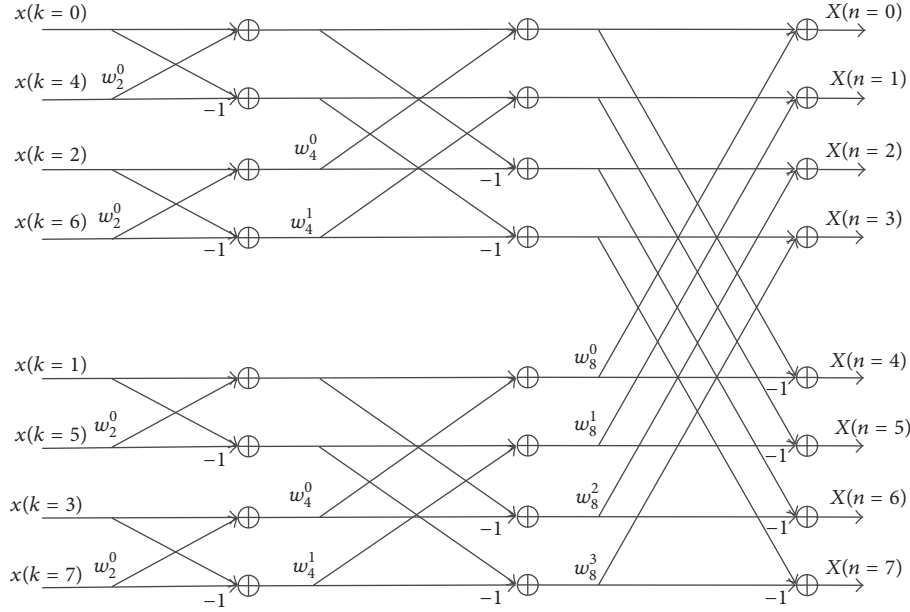 x(k = 0) X(n = 0)
x(k = 4) w_2^0 −1 X(n = 1)
x(k = 2) w_4^0 −1 X(n = 2)
x(k = 6) w_2^0 −1 w_4^1 −1 X(n = 3)
x(k = 1) w_8^0 −1 X(n = 4)
x(k = 5) w_2^0 −1 w_8^1 −1 X(n = 5)
x(k = 3) w_4^0 −1 w_8^2 −1 X(n = 6)
x(k = 7) w_2^0 −1 w_4^1 −1 w_8^3 −1 X(n = 7)